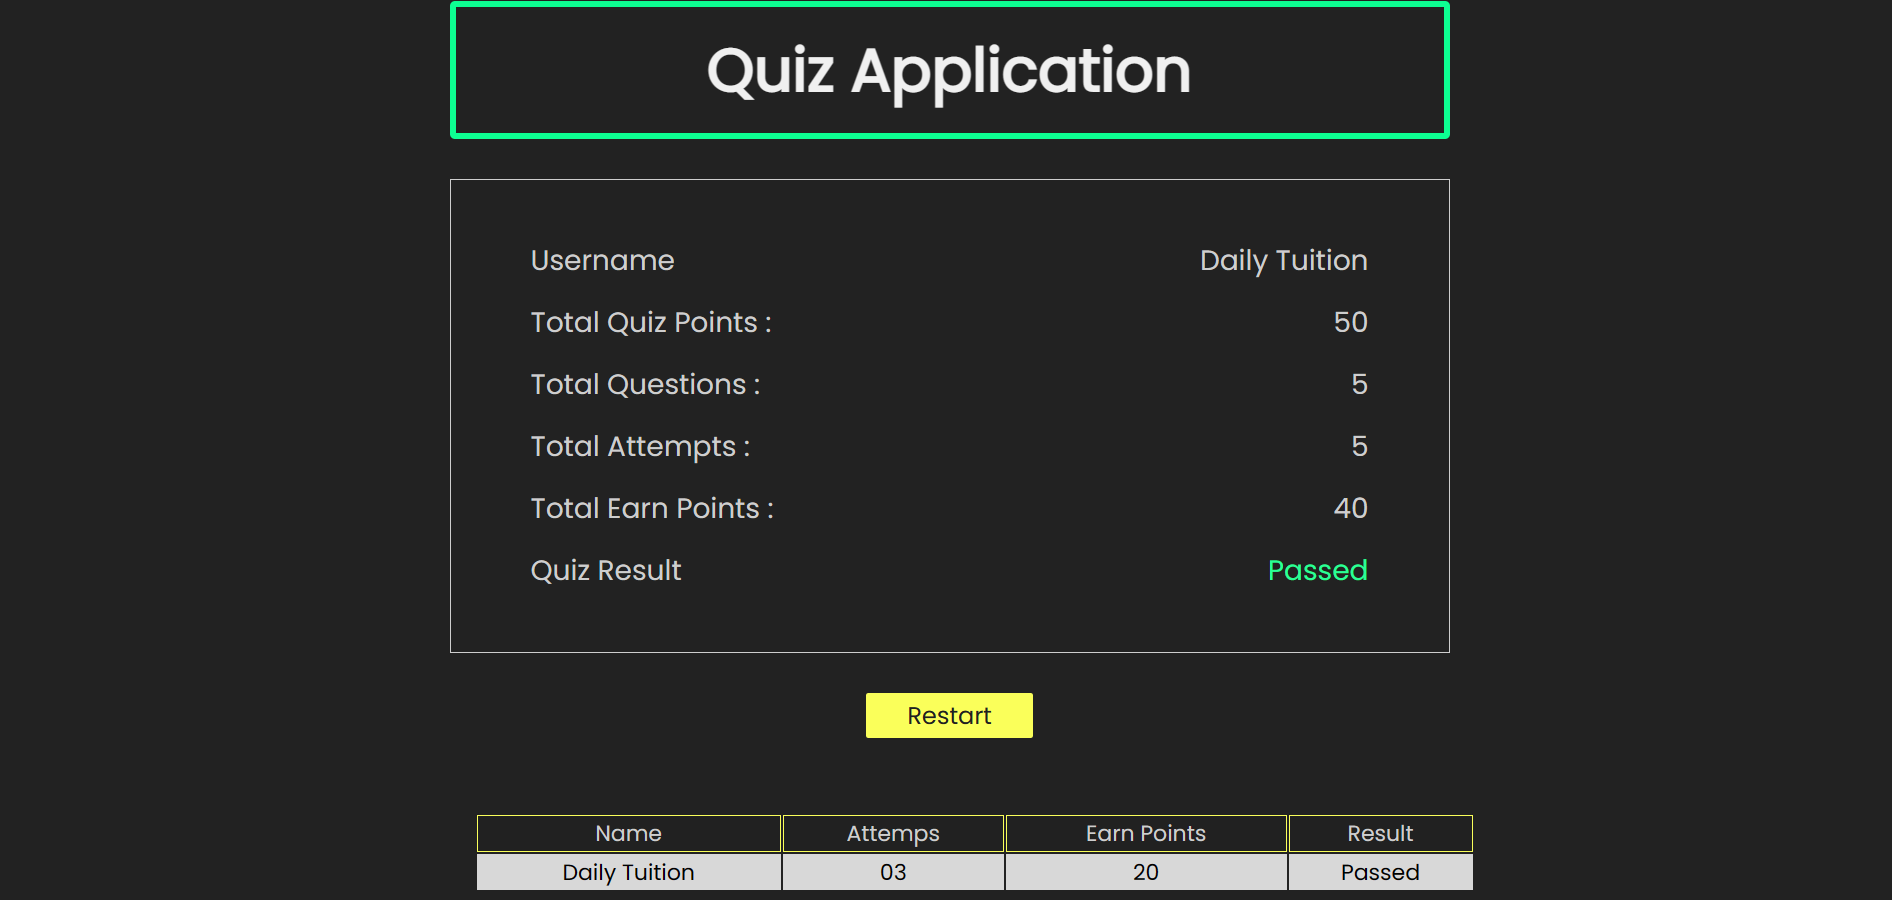 Quiz Application
Username Daily Tuition
Total Quiz Points : 50
Total Questions : 5
Total Attempts : 5
Total Earn Points : 40
Quiz Result Passed
Restart
Name Attemps Earn Points Result
Daily Tuition 03 20 Passed